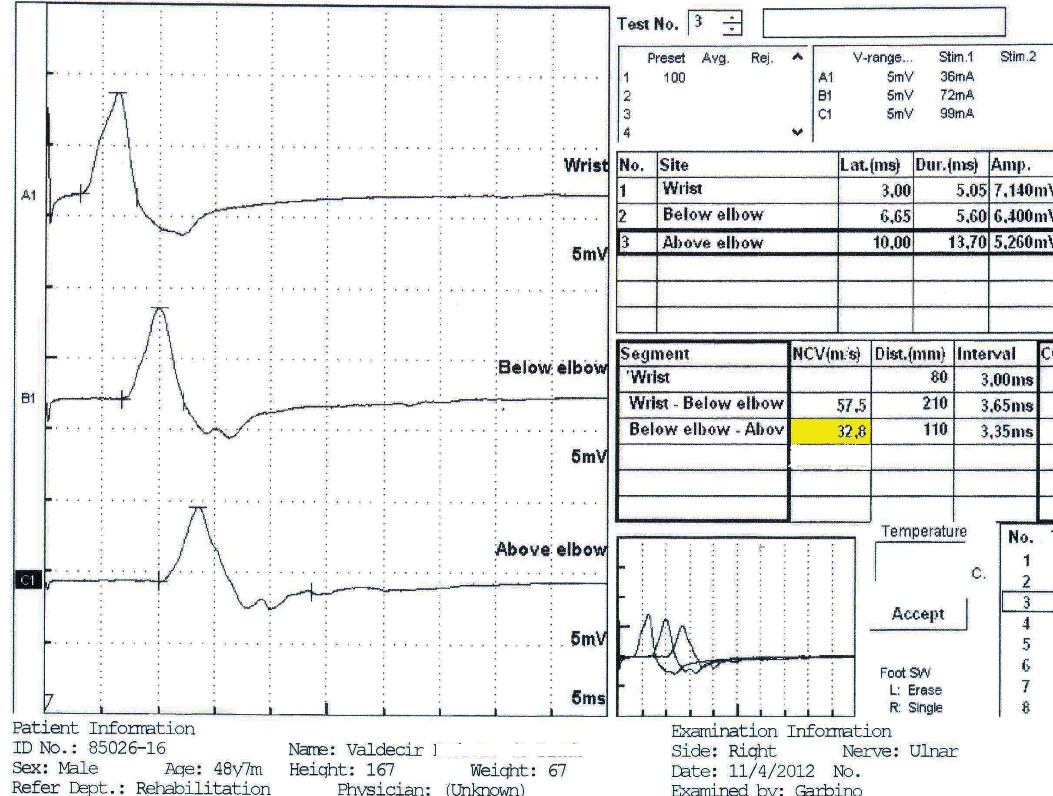 A1
Wrist
5mV
B1
Below elbow
5mV
C1
Above elbow
5mV
5ms
Test No. 3
Preset Avg. Rej.
1 100
2
3
4
V-range... Stim.1 Stim.2
A1 5mV 36mA
B1 5mV 72mA
C1 5mV 99mA
No. Site Lat.(ms) Dur.(ms) Amp.
1 Wrist 3,00 5,05 7,140mV
2 Below elbow 6,65 5,60 6,400mV
3 Above elbow 10,00 13,70 5,260mV
Segment NCV(m/s) Dist.(mm) Interval
'Wrist 80 3,00ms
Wrist - Below elbow 57,5 210 3,65ms
Below elbow - Abov 32,8 110 3,35ms
Temperature
C.
Accept
Foot SW
L: Erase
R: Single
No.
1
2
3
4
5
6
7
8
Patient Information
ID No.: 85026-16 Name: Valdecir
Sex: Male Age: 48y7m Height: 167 Weight: 67
Refer Dept.: Rehabilitation Physician: (Unknown)
Examination Information
Side: Right Nerve: Ulnar
Date: 11/4/2012 No.
Examined by: Garbino